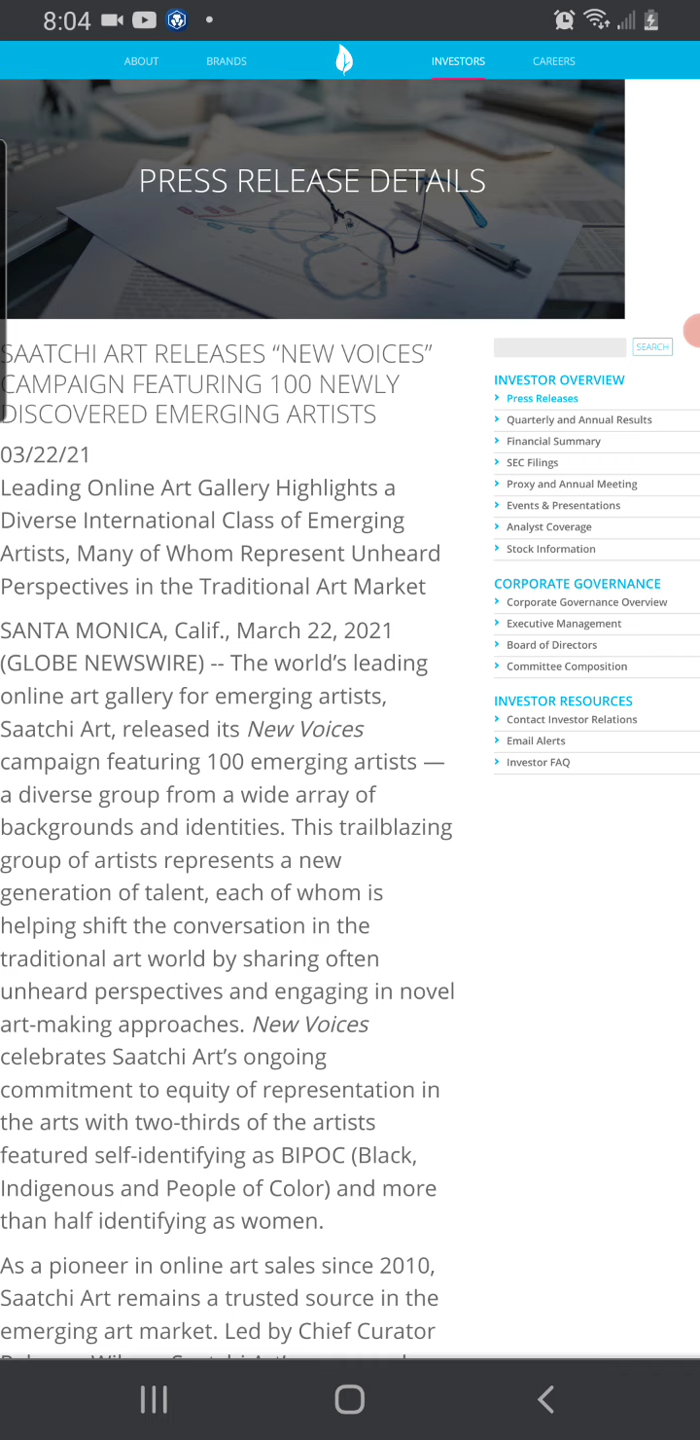 8:04
ABOUT BRANDS INVESTORS CAREERS
PRESS RELEASE DETAILS
SAATCHI ART RELEASES “NEW VOICES”
CAMPAIGN FEATURING 100 NEWLY
DISCOVERED EMERGING ARTISTS
03/22/21
Leading Online Art Gallery Highlights a
Diverse International Class of Emerging
Artists, Many of Whom Represent Unheard
Perspectives in the Traditional Art Market
SANTA MONICA, Calif., March 22, 2021
(GLOBE NEWSWIRE) -- The world’s leading
online art gallery for emerging artists,
Saatchi Art, released its New Voices
campaign featuring 100 emerging artists —
a diverse group from a wide array of
backgrounds and identities. This trailblazing
group of artists represents a new
generation of talent, each of whom is
helping shift the conversation in the
traditional art world by sharing often
unheard perspectives and engaging in novel
art-making approaches. New Voices
celebrates Saatchi Art’s ongoing
commitment to equity of representation in
the arts with two-thirds of the artists
featured self-identifying as BIPOC (Black,
Indigenous and People of Color) and more
than half identifying as women.
As a pioneer in online art sales since 2010,
Saatchi Art remains a trusted source in the
emerging art market. Led by Chief Curator
SEARCH
INVESTOR OVERVIEW
Press Releases
Quarterly and Annual Results
Financial Summary
SEC Filings
Proxy and Annual Meeting
Events & Presentations
Analyst Coverage
Stock Information
CORPORATE GOVERNANCE
Corporate Governance Overview
Executive Management
Board of Directors
Committee Composition
INVESTOR RESOURCES
Contact Investor Relations
Email Alerts
Investor FAQ